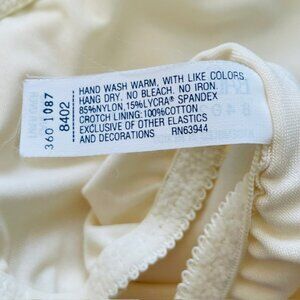 HAND WASH WARM, WITH LIKE COLORS.
HANG DRY. NO BLEACH. NO IRON.
85%NYLON, 15%LYCRA® SPANDEX
CROTCH LINING: 100%COTTON
EXCLUSIVE OF OTHER ELASTICS
AND DECORATIONS RN63944
8402
360 1087